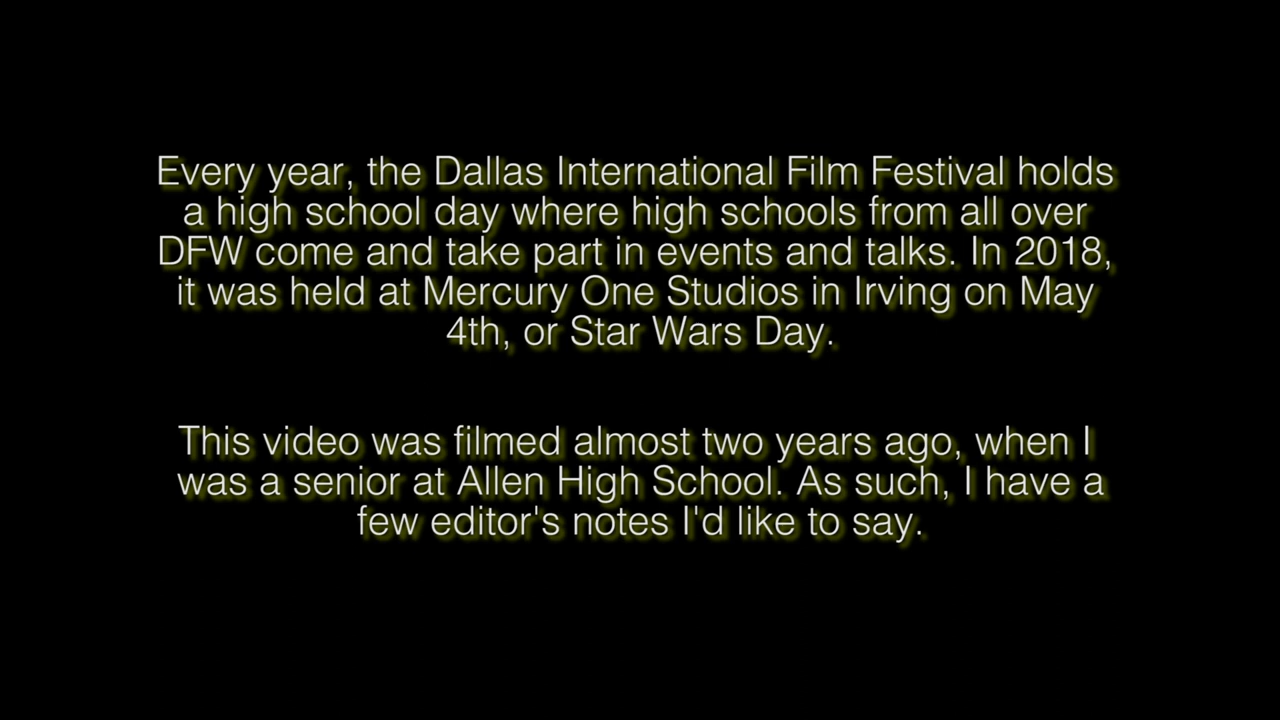 Every year, the Dallas International Film Festival holds
a high school day where high schools from all over
DFW come and take part in events and talks. In 2018,
it was held at Mercury One Studios in Irving on May
4th, or Star Wars Day.
This video was filmed almost two years ago, when I
was a senior at Allen High School. As such, I have a
few editor's notes I'd like to say.